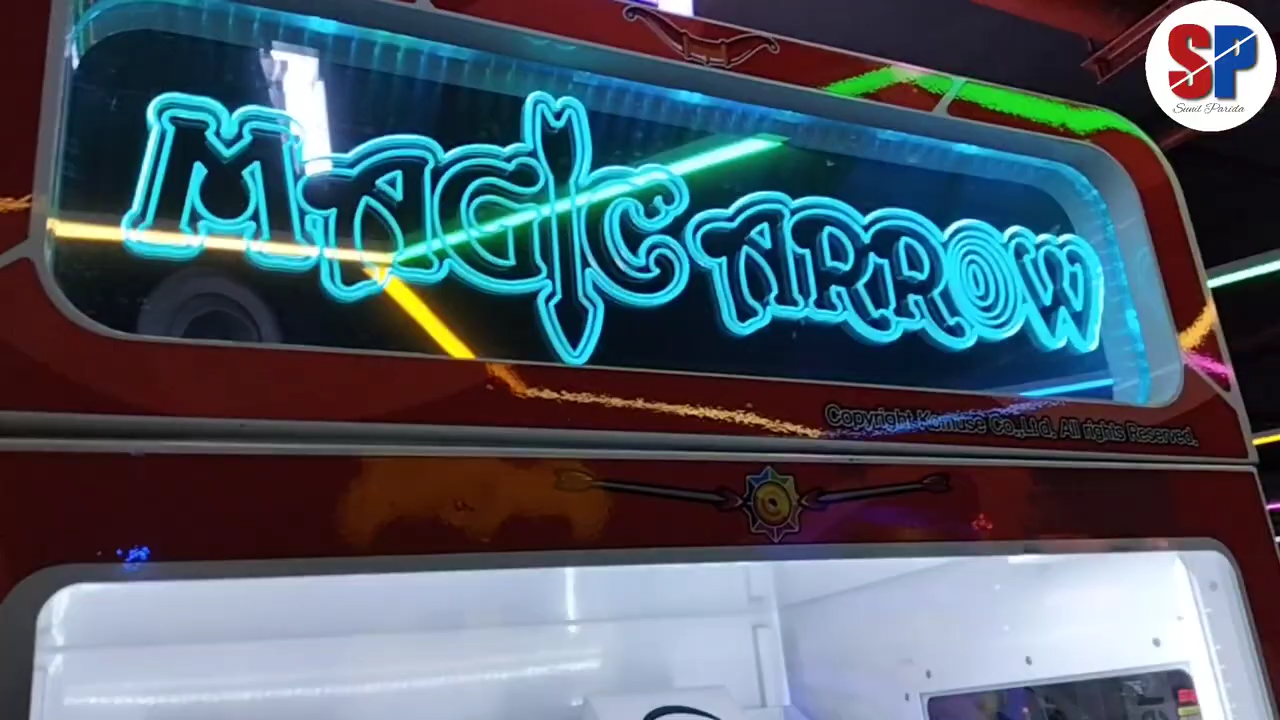 SP
Sunil Parida
MAGIC ARROW
Copyright Komuse Co.,Ltd. All rights Reserved.